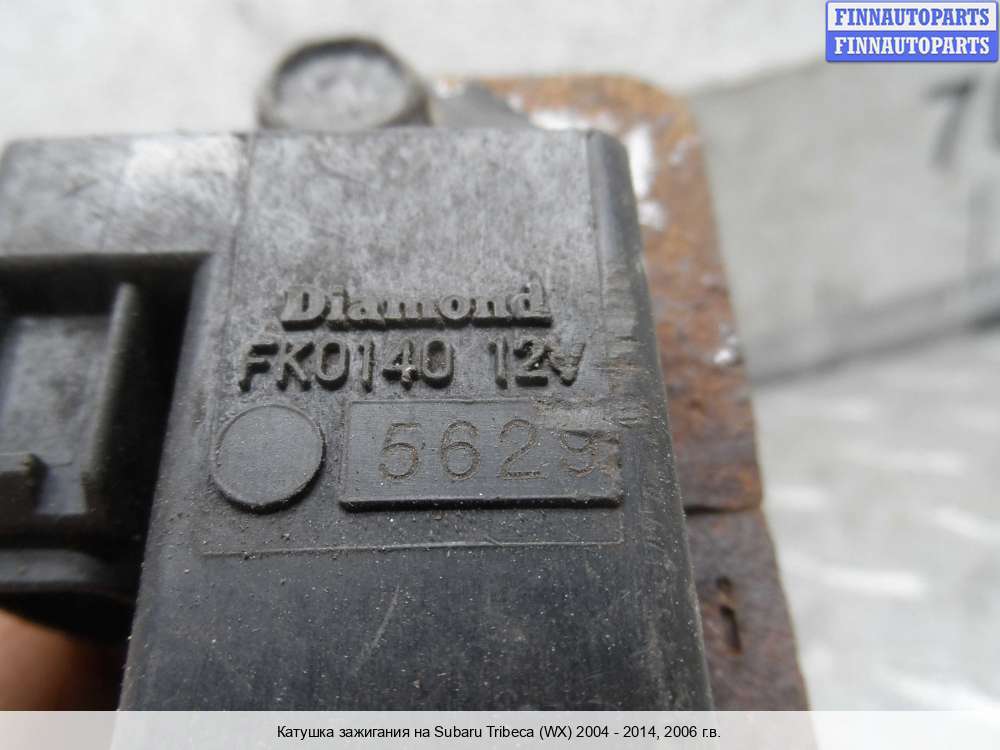 FINNAUTOPARTS
FINNAUTOPARTS
Diamond
FK0140 12V
5629
Катушка зажигания на Subaru Tribeca (WX) 2004 - 2014, 2006 г.в.